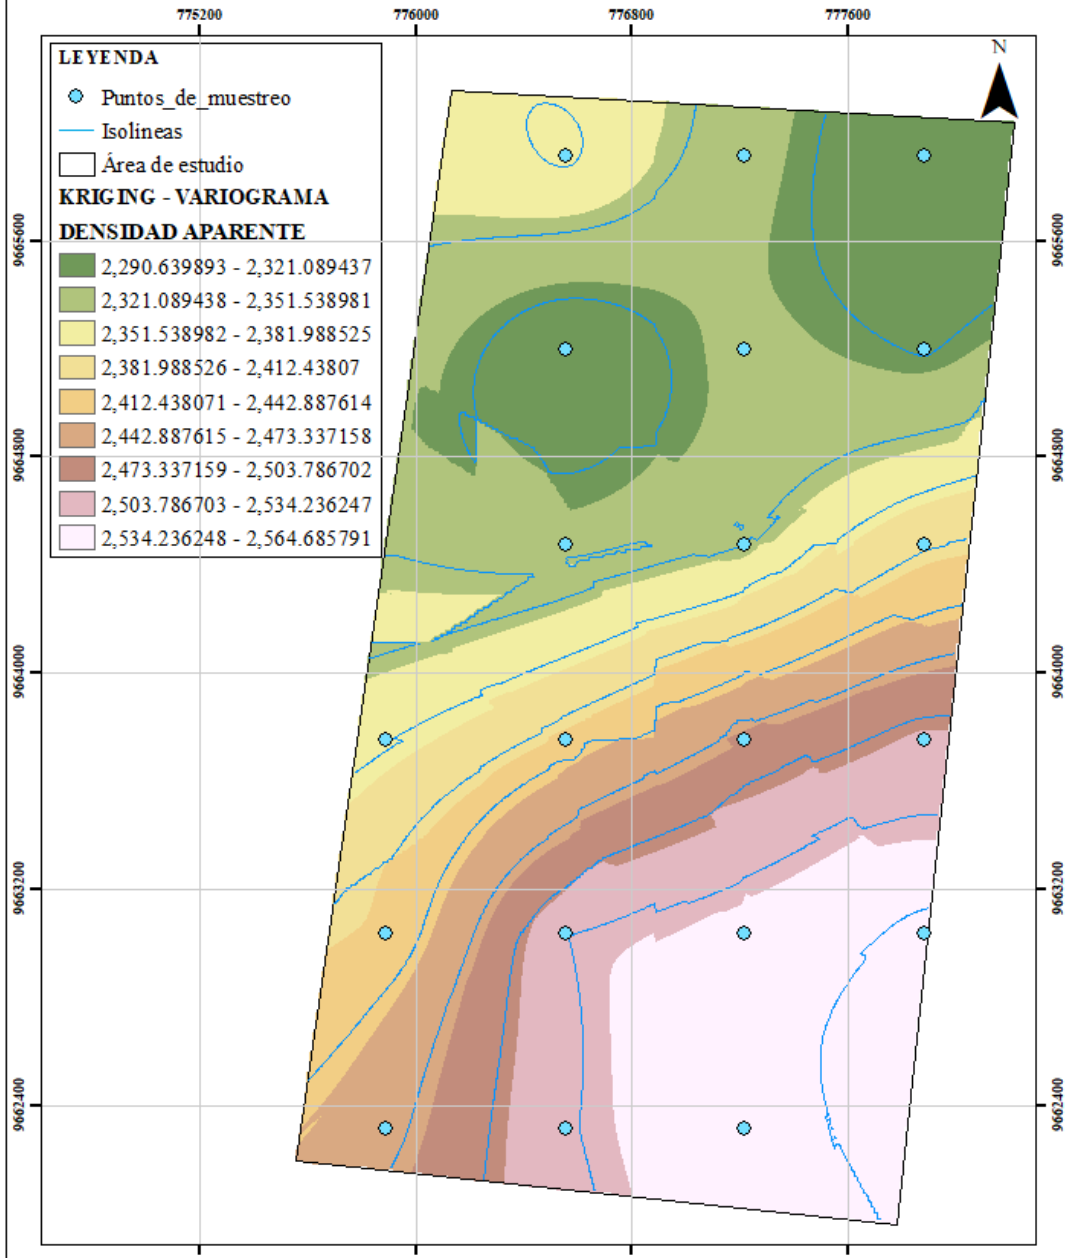 775200 776000 776800 777600
LEYENDA
Puntos_de_muestreo
Isolineas
Área de estudio
KRIGING - VARIOGRAMA
DENSIDAD APARENTE
2,290.639893 - 2,321.089437
2,321.089438 - 2,351.538981
2,351.538982 - 2,381.988525
2,381.988526 - 2,412.43807
2,412.438071 - 2,442.887614
2,442.887615 - 2,473.337158
2,473.337159 - 2,503.786702
2,503.786703 - 2,534.236247
2,534.236248 - 2,564.685791
N
9665600
9664800
9664000
9663200
9662400
9665600
9664800
9664000
9663200
9662400